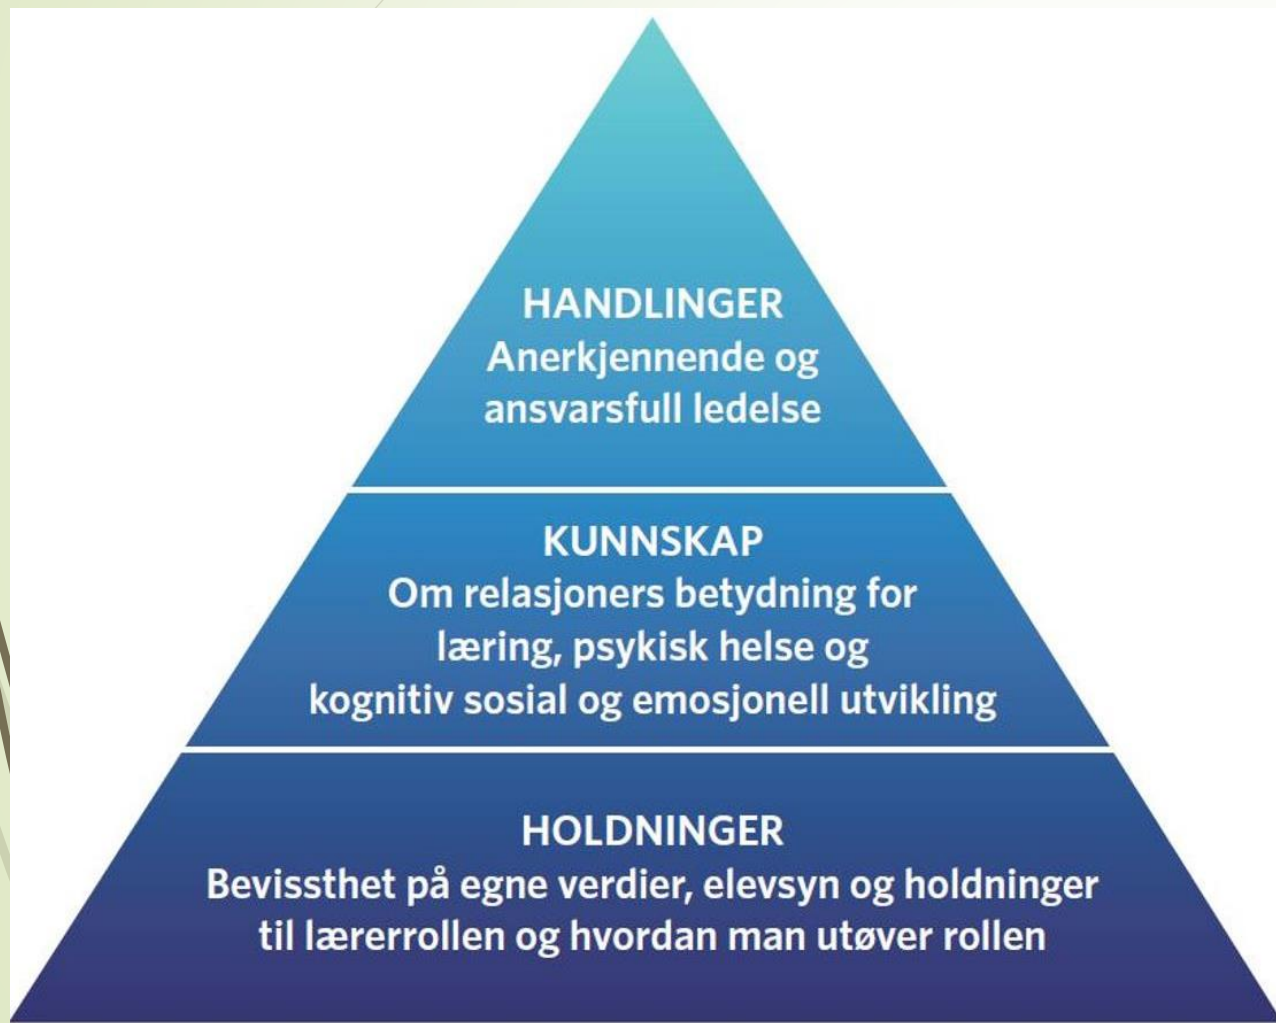 HANDLINGER
Anerkjennende og
ansvarsfull ledelse
KUNNSKAP
Om relasjoners betydning for
læring, psykisk helse og
kognitiv sosial og emosjonell utvikling
HOLDNINGER
Bevissthet på egne verdier, elevsyn og holdninger
til lærerrollen og hvordan man utøver rollen